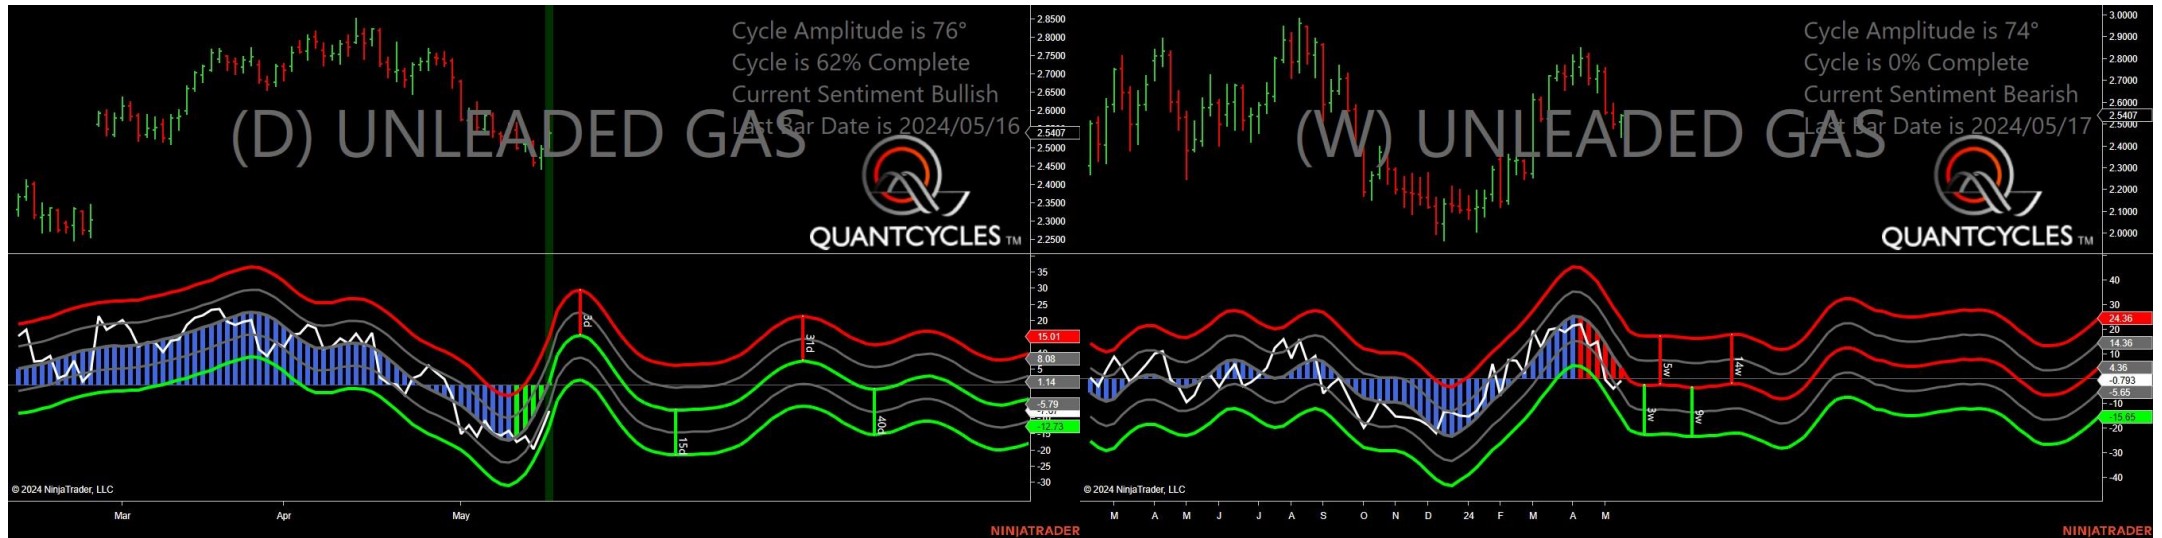 Cycle Amplitude is 76°
Cycle is 62% Complete
Current Sentiment Bullish
Last Bar Date is 2024/05/16
(D) UNLEADED GAS
QUANTCYCLES TM
2.8500
2.8000
2.7500
2.7000
2.6500
2.6000
2.5407
2.5000
2.4500
2.4000
2.3500
2.3000
2.2500
3d
31d
15d
40d
35
30
25
20
15.01
10
8.08
5
1.14
-5.79
-12.73
-15
-20
-25
-30
© 2024 NinjaTrader, LLC
Mar Apr May
NINJATRADER
Cycle Amplitude is 74°
Cycle is 0% Complete
Current Sentiment Bearish
Last Bar Date is 2024/05/17
(W) UNLEADED GAS
QUANTCYCLES TM
3.0000
2.9000
2.8000
2.7000
2.6000
2.5407
2.5000
2.4000
2.3000
2.2000
2.1000
2.0000
5w
14w
3w
9w
40
30
24.36
20
14.36
10
4.36
-0.793
-5.65
-10
-15.65
-20
-30
-40
© 2024 NinjaTrader, LLC
M A M J J A S O N D 24 F M A M
NINJATRADER